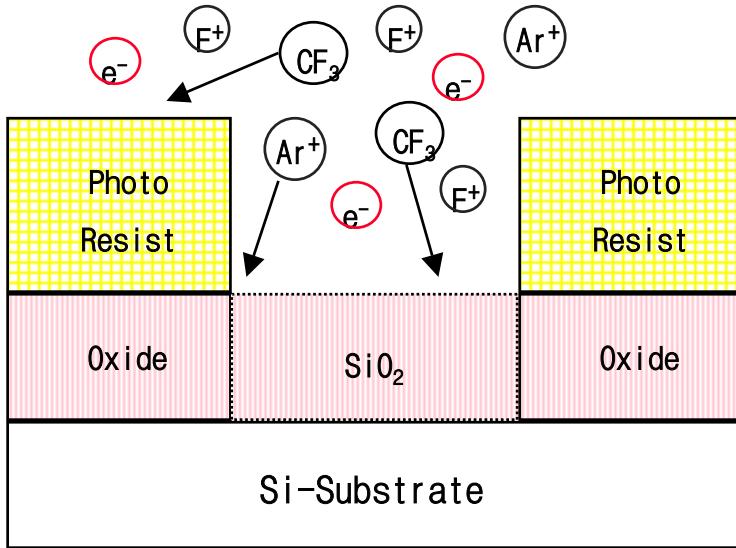 F⁺
CF₃
F⁺
Ar⁺
e⁻
e⁻
Ar⁺
CF₃
e⁻
F⁺
Photo
Resist
Photo
Resist
Oxide
SiO₂
Oxide
Si-Substrate